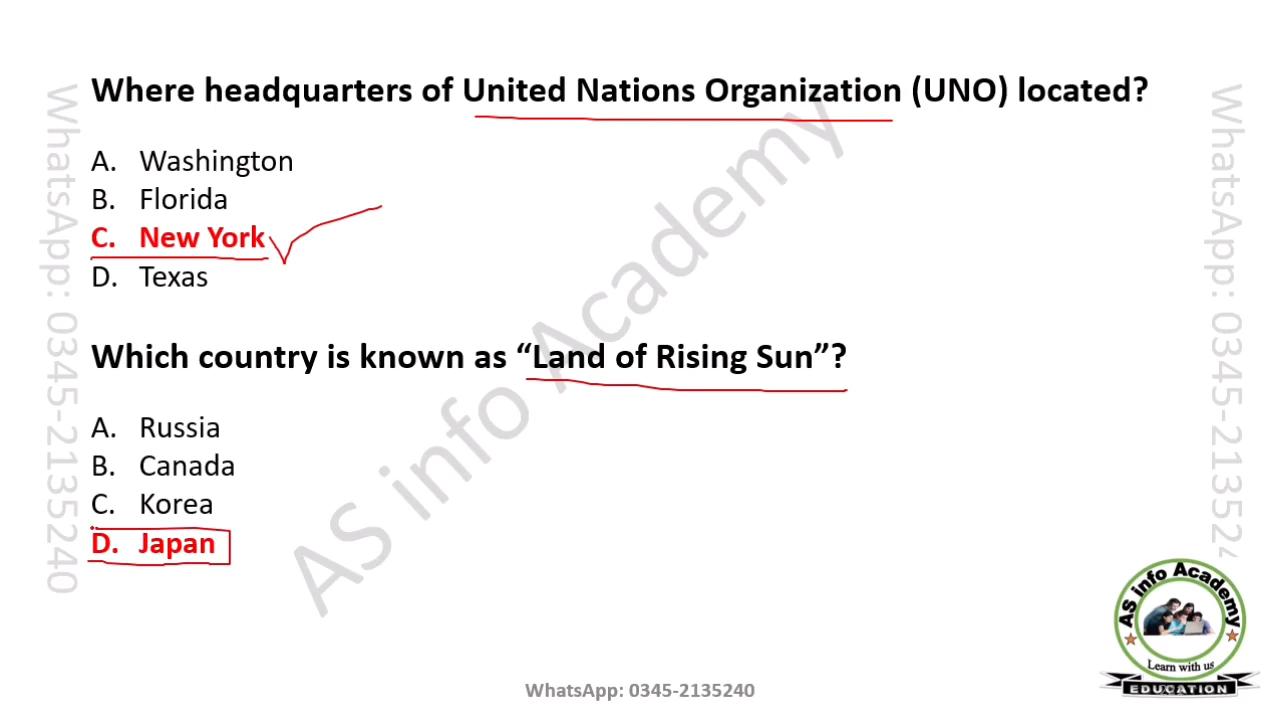 Where headquarters of United Nations Organization (UNO) located?
A. Washington
B. Florida
C. New York
D. Texas
Which country is known as “Land of Rising Sun”?
A. Russia
B. Canada
C. Korea
D. Japan
AS info Academy
WhatsApp: 0345-2135240
WhatsApp: 0345-213524
AS info Academy
Learn with us
EDUCATION
WhatsApp: 0345-2135240